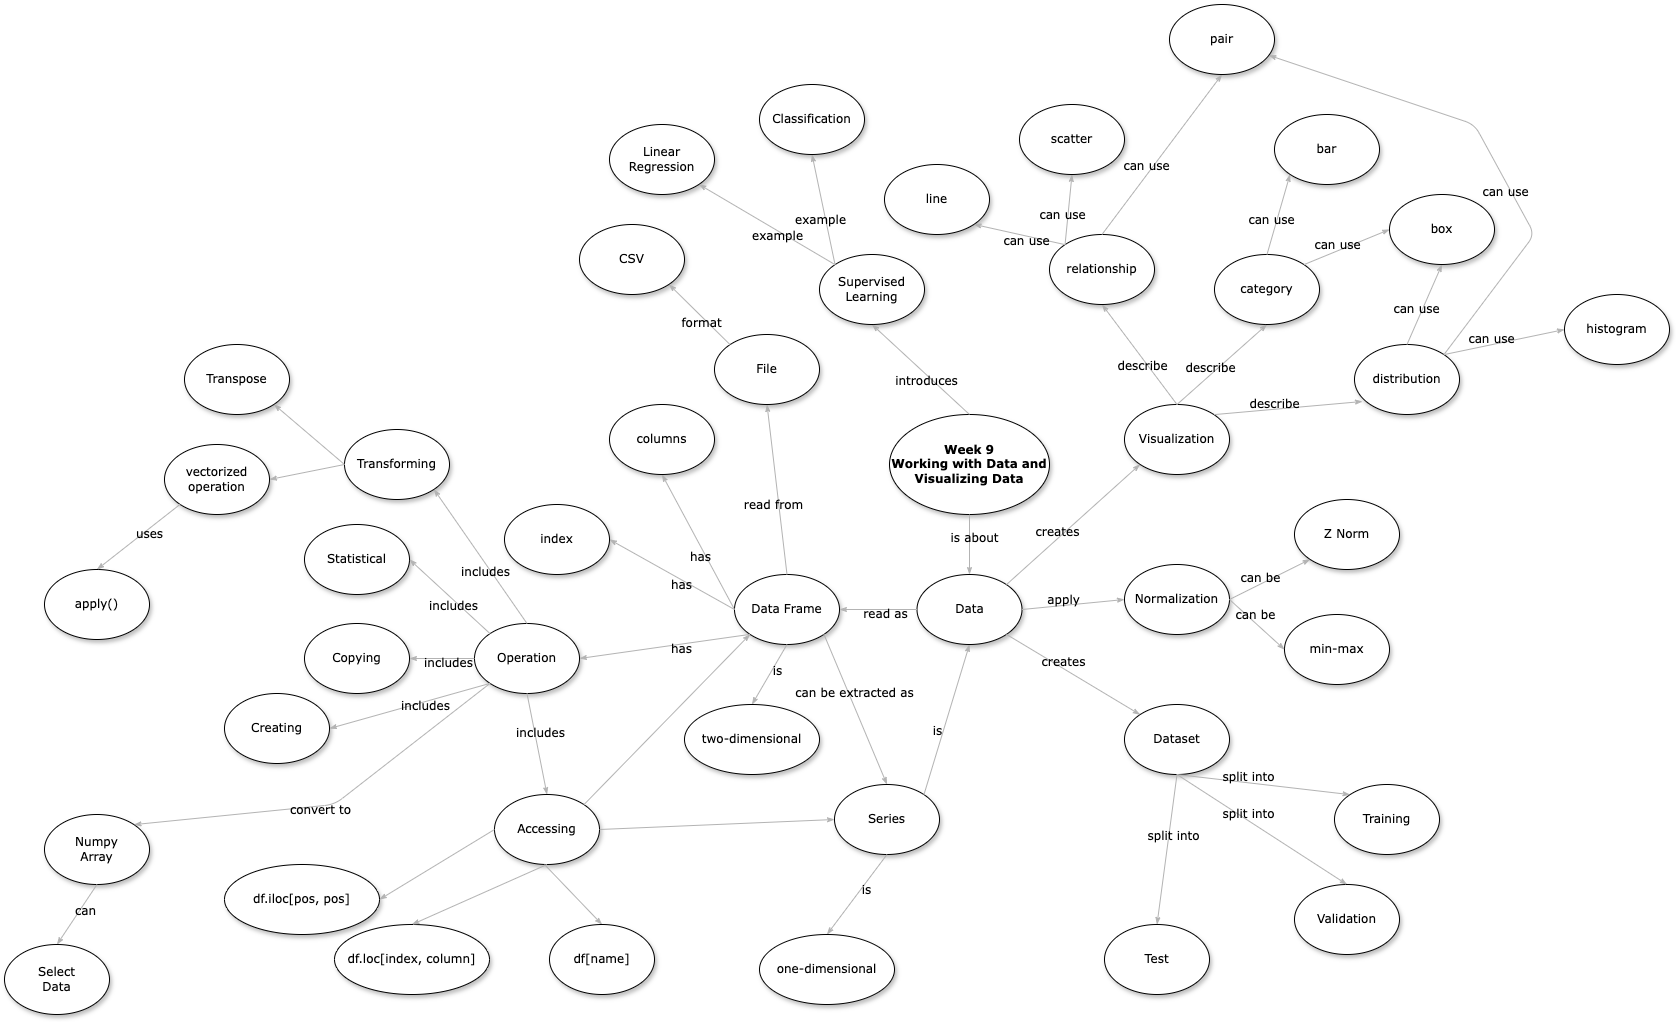 pair
Classification
scatter
Linear
Regression
bar
can use
can use
line
can use
example
can use
box
example
can use
can use
CSV
relationship
Supervised
Learning
category
can use
format
histogram
can use
File
describe
describe
Transpose
introduces
distribution
describe
columns
Visualization
Week 9
Working with Data and
Visualizing Data
Transforming
vectorized
operation
read from
uses
index
is about
creates
Z Norm
Statistical
has
includes
has
can be
apply()
includes
Data Frame
read as
Data
apply
Normalization
can be
Copying
includes
Operation
has
is
creates
min-max
can be extracted as
includes
Creating
includes
two-dimensional
is
Dataset
split into
convert to
split into
Accessing
Series
Training
split into
Numpy
Array
is
df.iloc[pos, pos]
can
Validation
df.loc[index, column]
df[name]
one-dimensional
Test
Select
Data